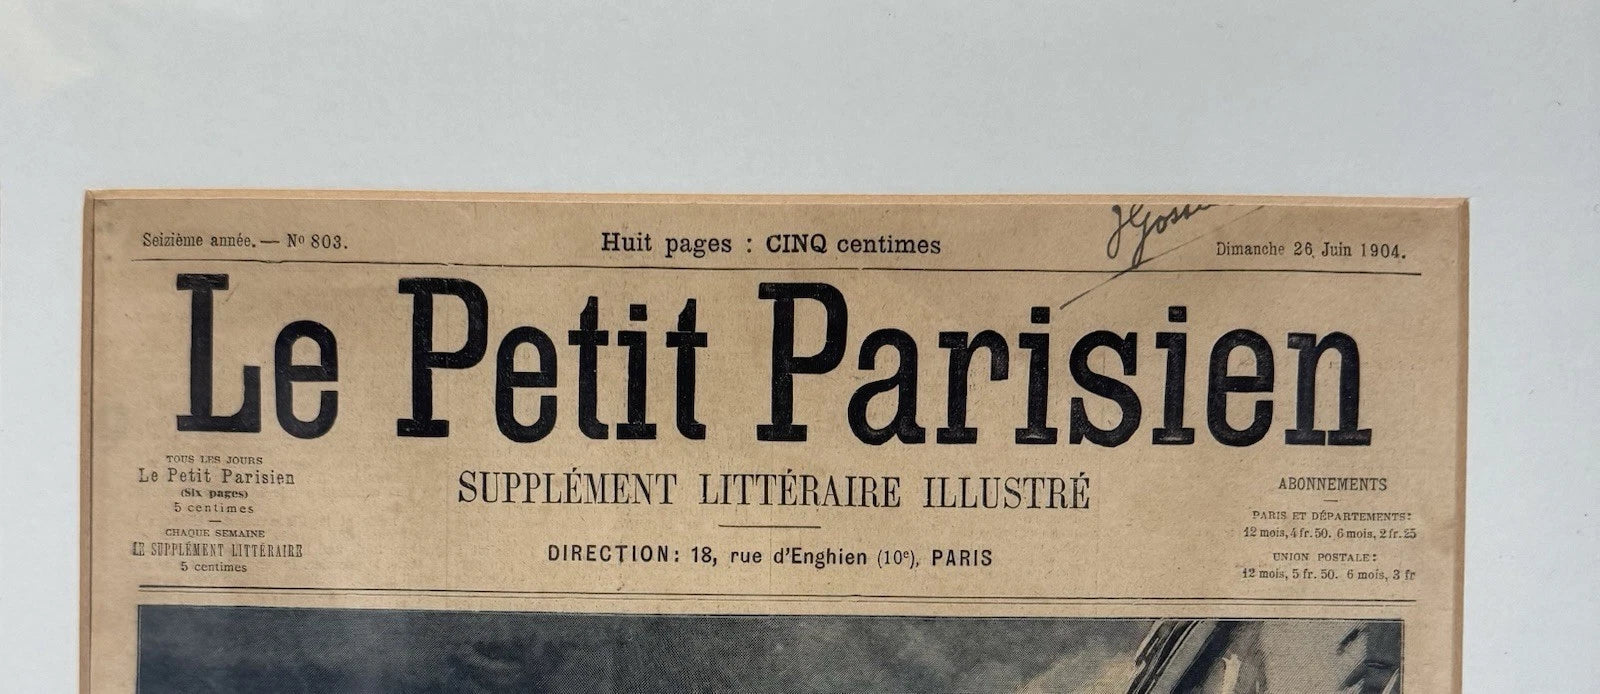 Seizième année. — Nº 803.
Huit pages : CINQ centimes
Dimanche 26 Juin 1904.
Le Petit Parisien
TOUS LES JOURS
Le Petit Parisien
(Six pages)
5 centimes
CHAQUE SEMAINE
LE SUPPLÉMENT LITTÉRAIRE
5 centimes
SUPPLÉMENT LITTÉRAIRE ILLUSTRÉ
DIRECTION: 18, rue d'Enghien (10e), PARIS
ABONNEMENTS
PARIS ET DÉPARTEMENTS:
12 mois, 4 fr. 50. 6 mois, 2 fr. 25
UNION POSTALE:
12 mois, 5 fr. 50. 6 mois, 3 fr